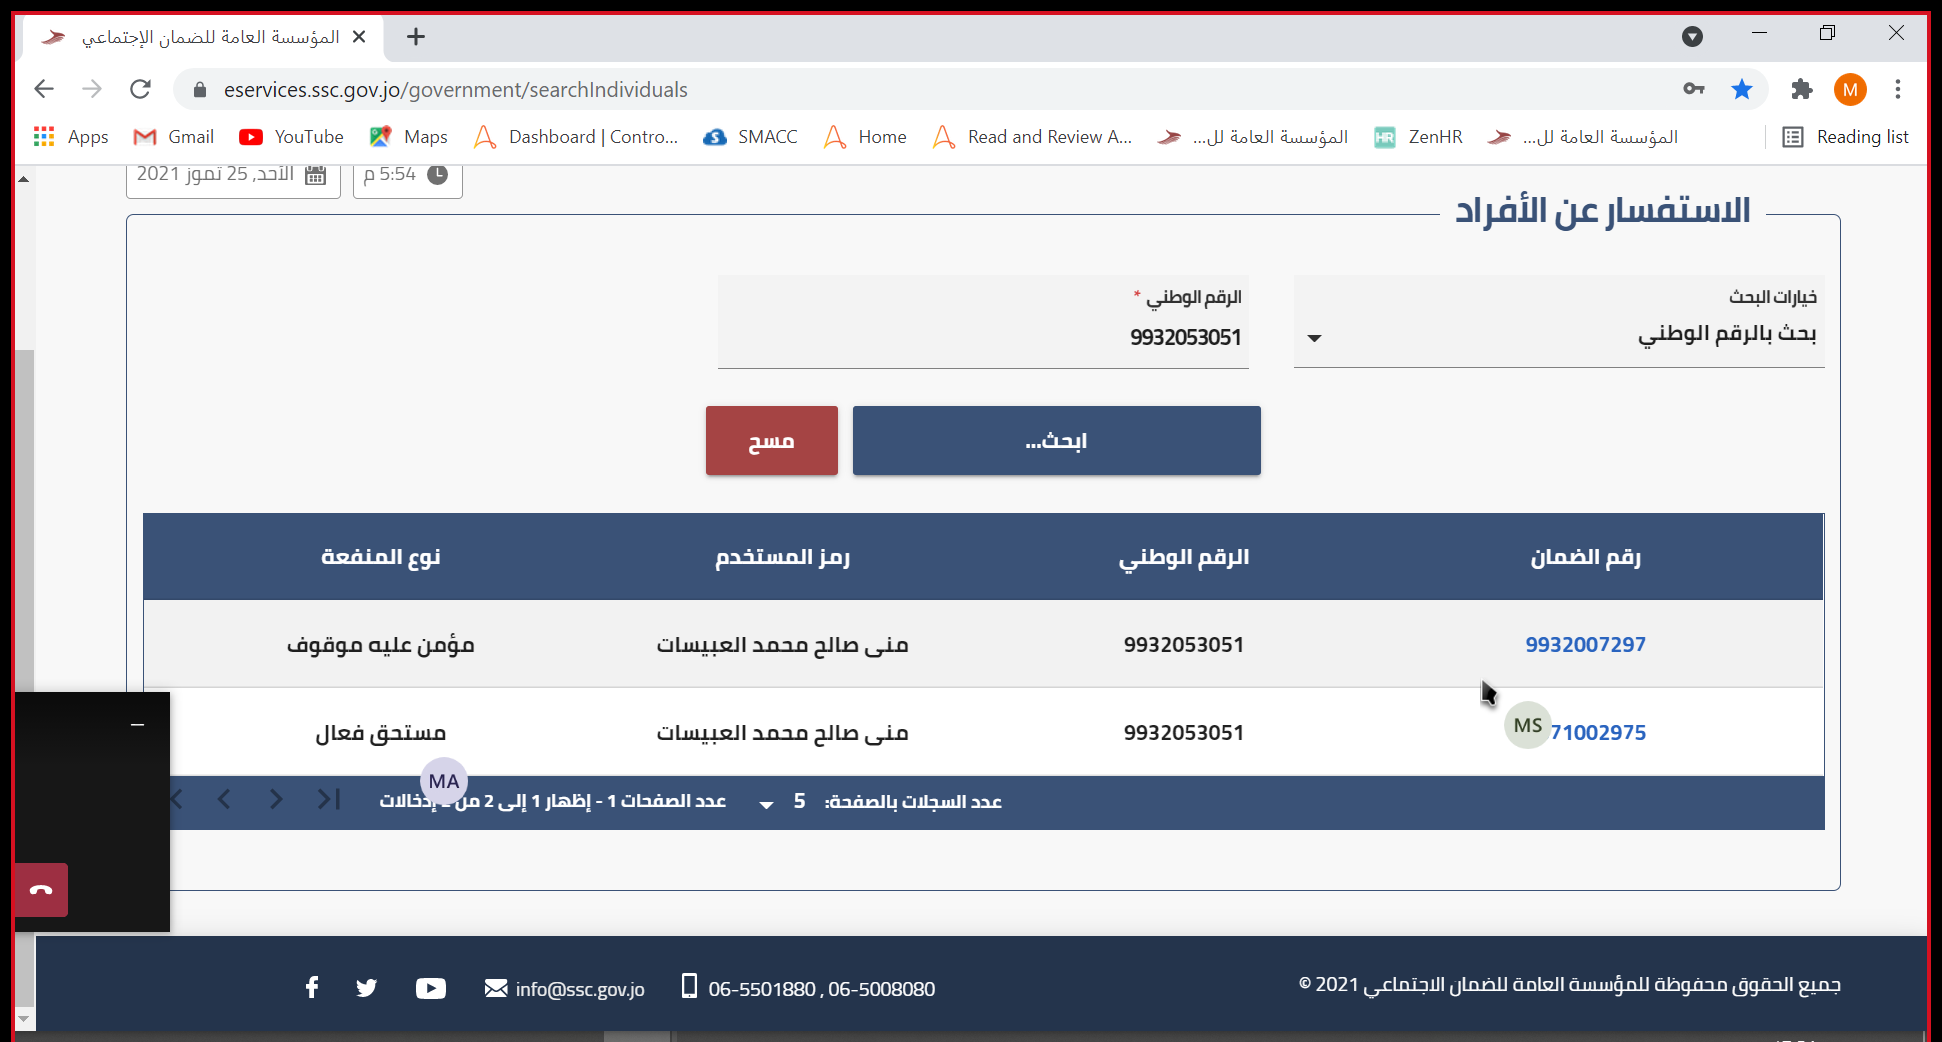 المؤسسة العامة للضمان الإجتماعي
eservices.ssc.gov.jo/government/searchIndividuals
M
Apps Gmail YouTube Maps Dashboard | Contro... SMACC Home Read and Review A... المؤسسة العامة لل... HR ZenHR المؤسسة العامة لل... Reading list
5:54 م الأحد, 25 تموز 2021
الاستفسار عن الأفراد
خيارات البحث
بحث بالرقم الوطني
الرقم الوطني *
9932053051
ابحث... مسح
رقم الضمان الرقم الوطني رمز المستخدم نوع المنفعة
9932007297 9932053051 منى صالح محمد العبيسات مؤمن عليه موقوف
71002975 9932053051 منى صالح محمد العبيسات مستحق فعال
MS
MA
عدد السجلات بالصفحة: 5 عدد الصفحات 1 - إظهار 1 إلى 2 من إدخالات
جميع الحقوق محفوظة للمؤسسة العامة للضمان الاجتماعي 2021 ©
06-5501880 , 06-5008080
info@ssc.gov.jo